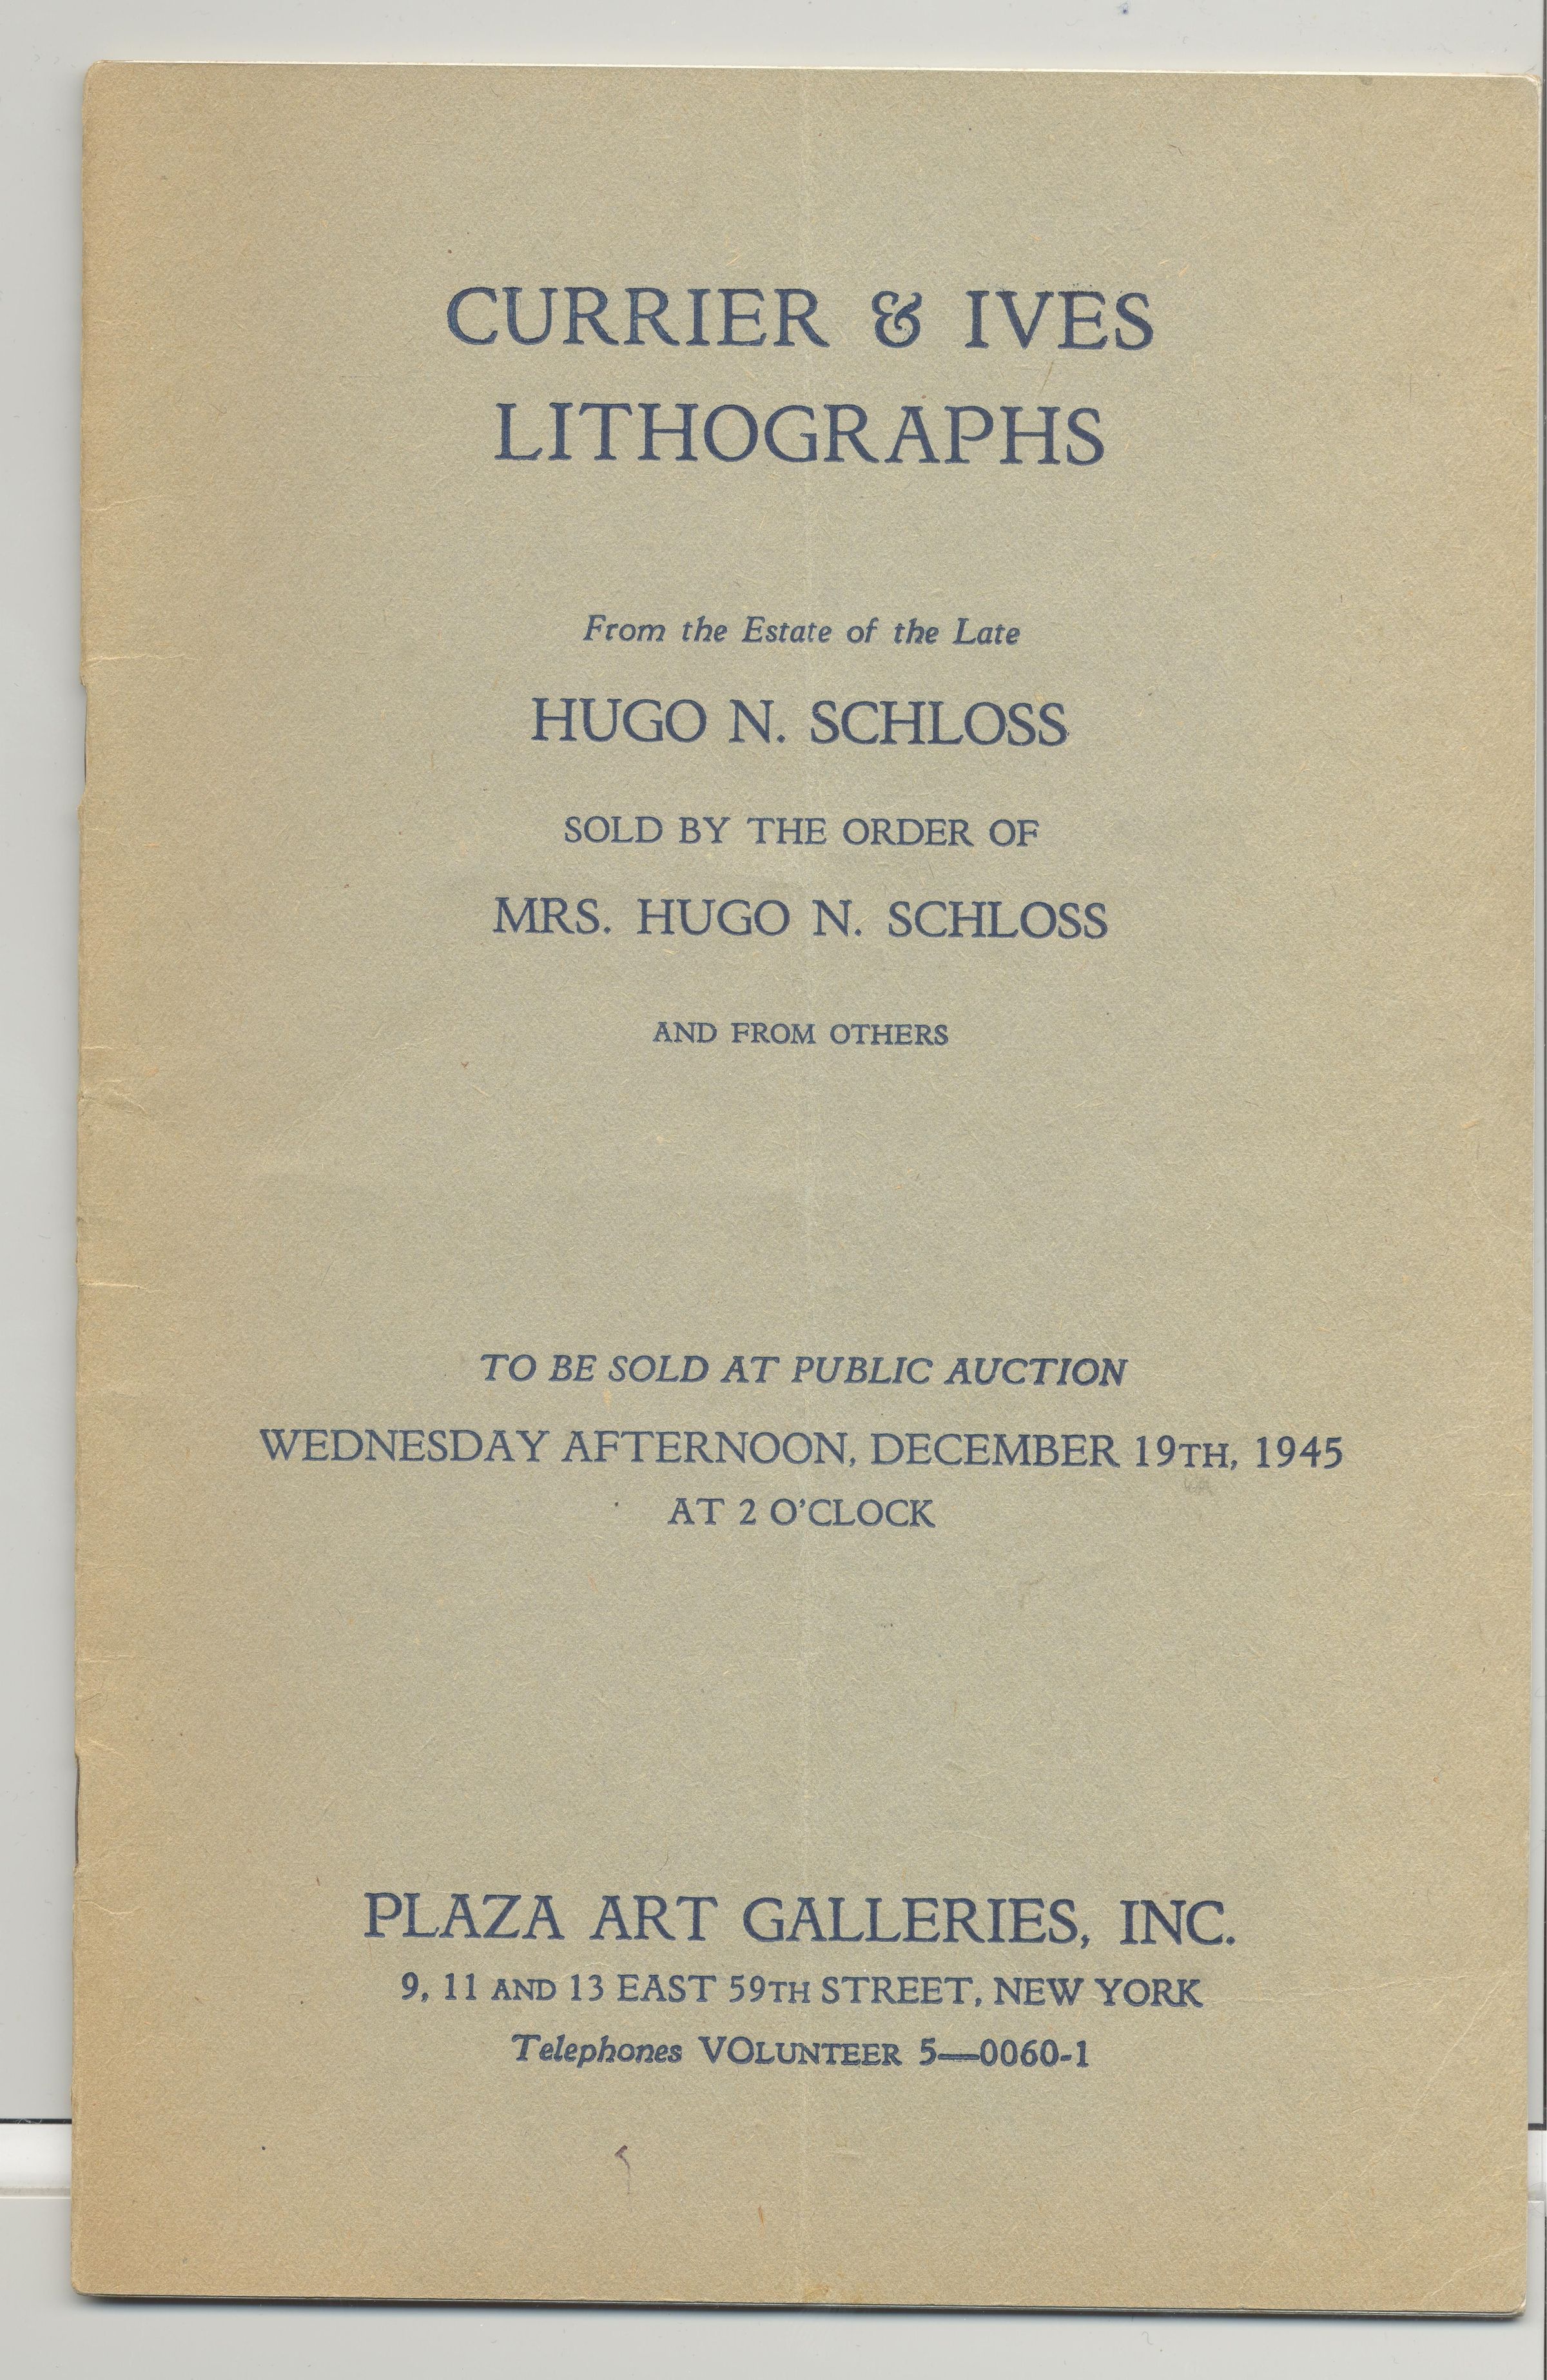 CURRIER & IVES
LITHOGRAPHS
From the Estate of the Late
HUGO N. SCHLOSS
SOLD BY THE ORDER OF
MRS. HUGO N. SCHLOSS
AND FROM OTHERS
TO BE SOLD AT PUBLIC AUCTION
WEDNESDAY AFTERNOON, DECEMBER 19TH, 1945
AT 2 O'CLOCK
PLAZA ART GALLERIES, INC.
9, 11 AND 13 EAST 59TH STREET, NEW YORK
Telephones VOLUNTEER 5—0060-1